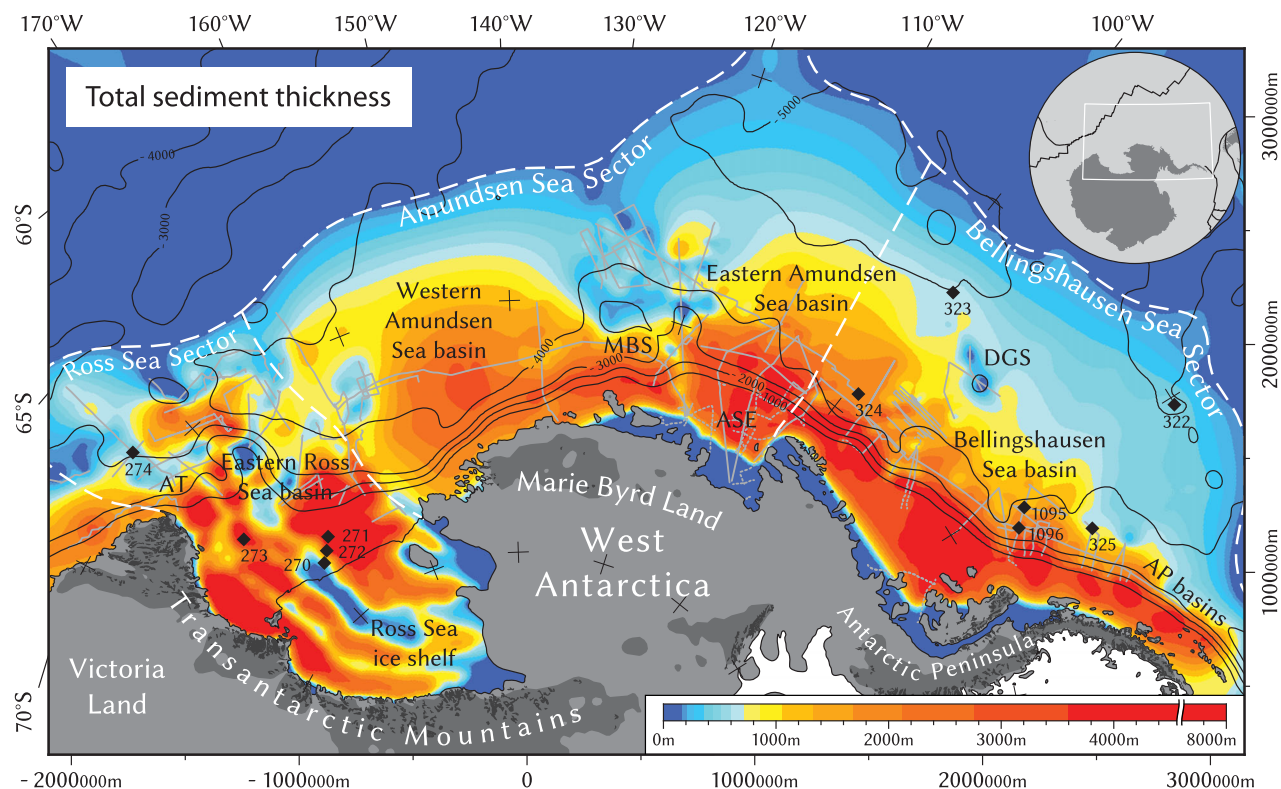 170°W
160°W
150°W
140°W
130°W
120°W
110°W
100°W
Total sediment thickness
- 4000
- 3000
- 5000
3000000m
2000000m
1000000m
60°S
65°S
70°S
Amundsen Sea Sector
Bellingshausen Sea
Sector
Ross Sea Sector
Western
Amundsen
Sea basin
Eastern Amundsen
Sea basin
323
MBS
DGS
- 4000
- 3000
- 2000
- 1000
324
322
ASE
274
AT
Eastern Ross
Sea basin
Bellingshausen
Sea basin
Marie Byrd Land
West
Antarctica
271
272
270
273
1095
1096
325
AP basins
Ross Sea
ice shelf
Antarctic Peninsula
Victoria
Land
Transantarctic Mountains
0m
1000m
2000m
3000m
4000m
8000m
- 2000000m
- 1000000m
0
1000000m
2000000m
3000000m